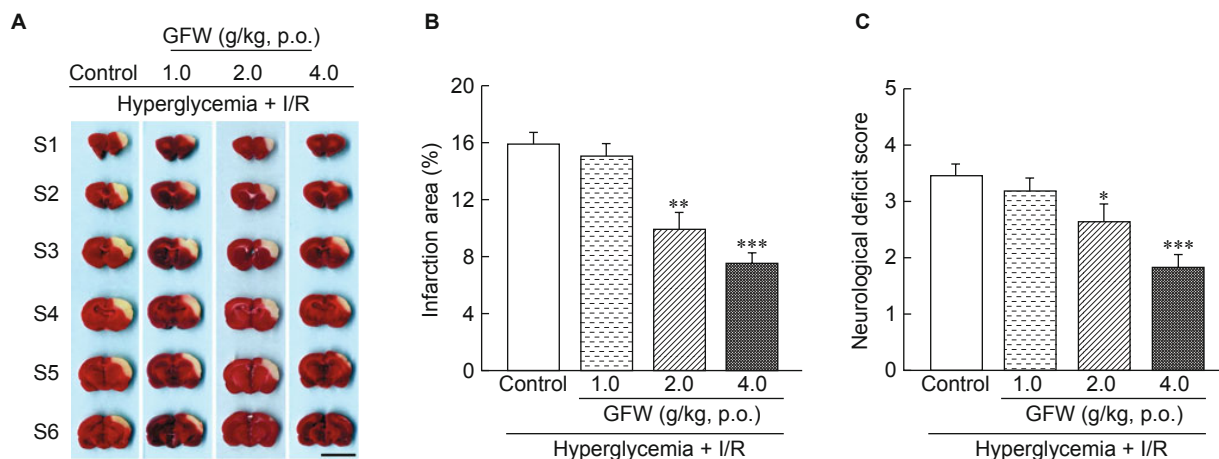 A
GFW (g/kg, p.o.)
Control 1.0 2.0 4.0
Hyperglycemia + I/R
S1
S2
S3
S4
S5
S6
B
Infarction area (%)
20
16
12
8
4
0
**
***
Control 1.0 2.0 4.0
GFW (g/kg, p.o.)
Hyperglycemia + I/R
C
Neurological deficit score
5
4
3
2
1
0
*
***
Control 1.0 2.0 4.0
GFW (g/kg, p.o.)
Hyperglycemia + I/R